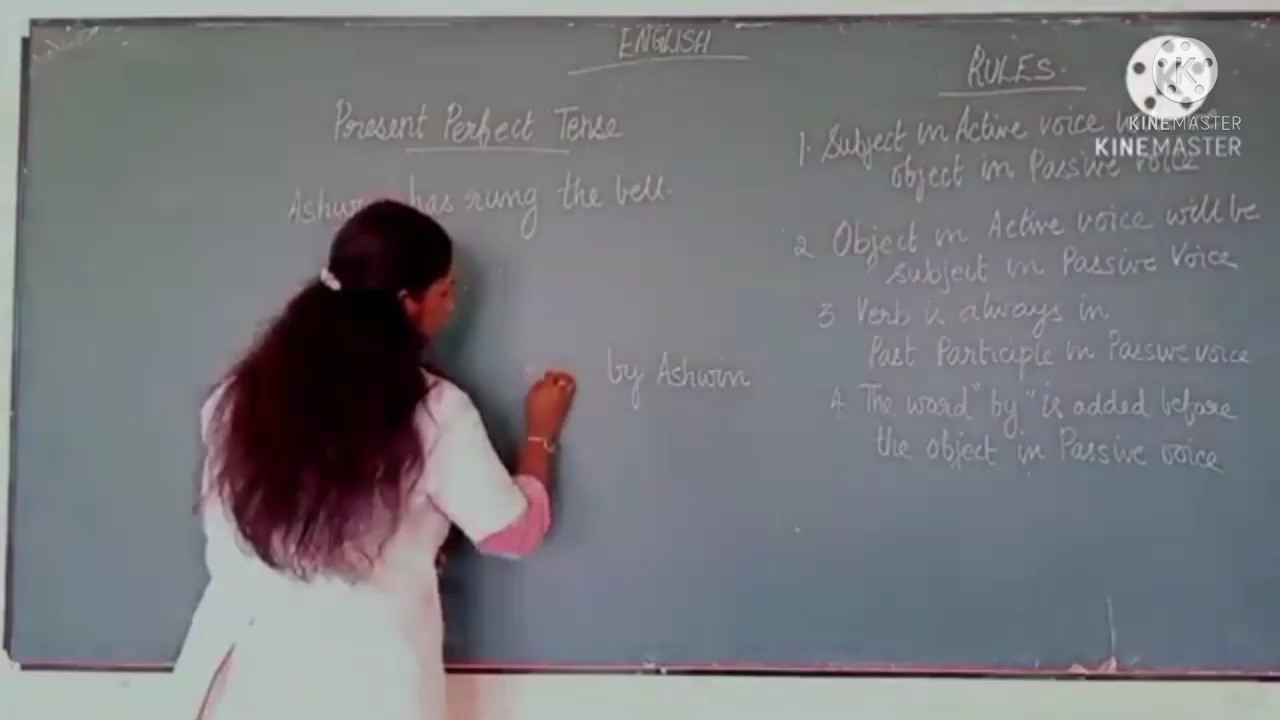 ENGLISH
Present Perfect Tense
has rung the bell.
by Ashwin
RULES.
1. Subject in Active voice
object in Passive voice
2 Object in Active voice will be
subject in Passive Voice
3 Verb is always in
Past Participle in Passive voice
4. The word "by" is added before
the object in Passive voice
KINEMASTER
KINEMASTER